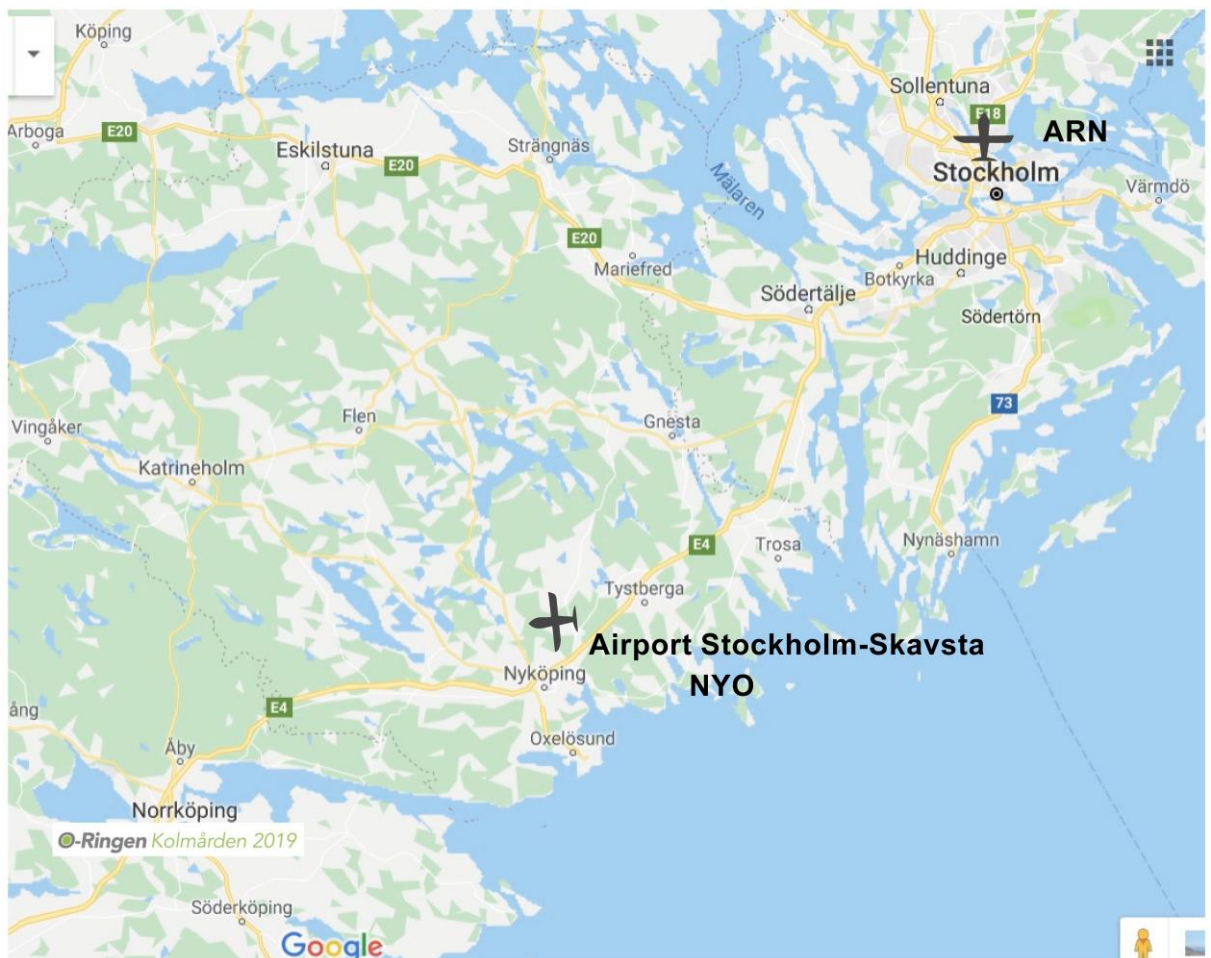 Köping
Sollentuna
E18
ARN
Arboga
E20
Eskilstuna
E20
Strängnäs
Stockholm
Värmdö
Mälaren
E20
Mariefred
Huddinge
Botkyrka
Södertälje
Södertörn
73
Vingåker
Flen
Gnesta
Katrineholm
E4
Trosa
Nynäshamn
Tystberga
Airport Stockholm-Skavsta
NYO
Nyköping
E4
ång
Oxelösund
Åby
Norrköping
O-Ringen Kolmården 2019
Söderköping
Google